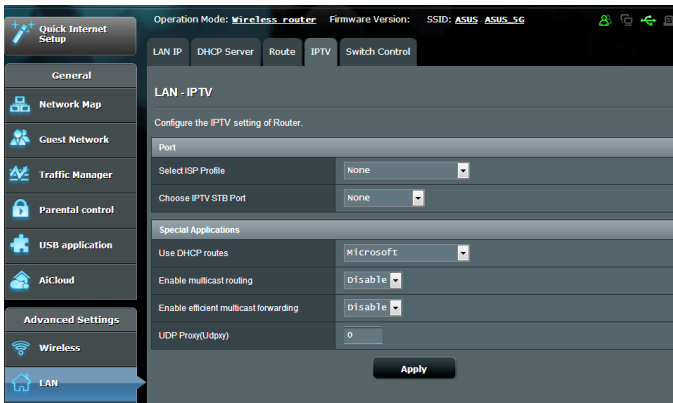 Quick Internet
Setup
Operation Mode: Wireless router Firmware Version: SSID: ASUS ASUS_5G
LAN IP DHCP Server Route IPTV Switch Control
General
Network Map
Guest Network
Traffic Manager
Parental control
USB application
AiCloud
Advanced Settings
Wireless
LAN
LAN - IPTV
Configure the IPTV setting of Router.
Port
Select ISP Profile None
Choose IPTV STB Port None
Special Applications
Use DHCP routes Microsoft
Enable multicast routing Disable
Enable efficient multicast forwarding Disable
UDP Proxy(Udpxy) 0
Apply